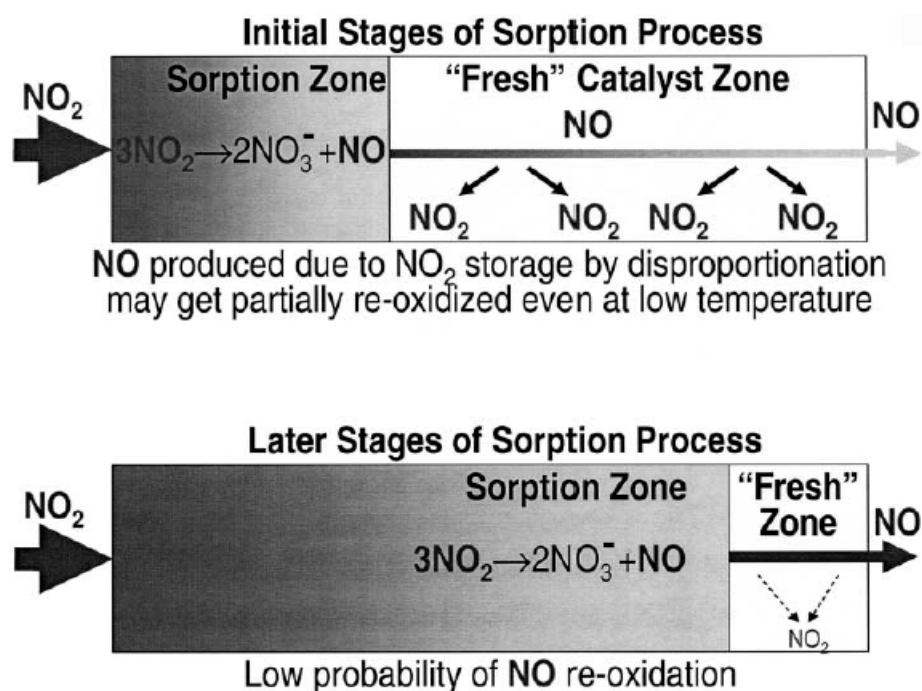 Initial Stages of Sorption Process
Sorption Zone "Fresh" Catalyst Zone
NO₂ NO NO
3NO₂→2NO₃⁻+NO
NO₂ NO₂ NO₂ NO₂
NO produced due to NO₂ storage by disproportionation
may get partially re-oxidized even at low temperature
Later Stages of Sorption Process
NO₂ Sorption Zone "Fresh"
Zone NO
3NO₂→2NO₃⁻+NO
NO₂
Low probability of NO re-oxidation